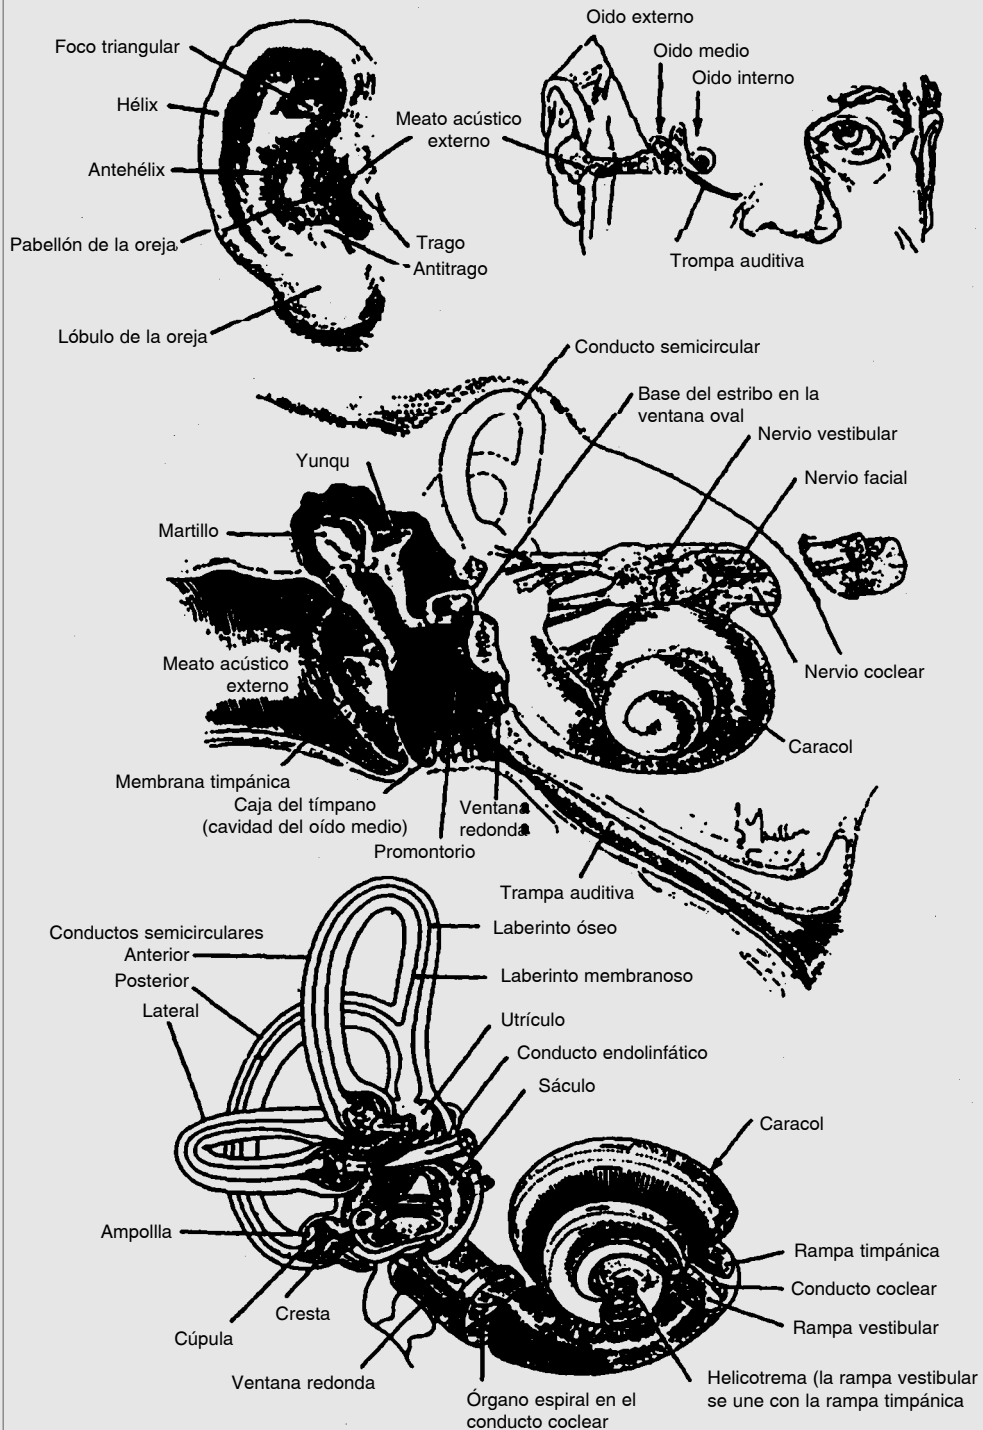 Foco triangular
Hélix
Antehélix
Pabellón de la oreja
Lóbulo de la oreja
Meato acústico
externo
Trago
Antitrago
Oido externo
Oido medio
Oido interno
Trompa auditiva
Conducto semicircular
Base del estribo en la
ventana oval
Nervio vestibular
Nervio facial
Yunqu
Martillo
Meato acústico
externo
Nervio coclear
Caracol
Membrana timpánica
Caja del tímpano
(cavidad del oído medio)
Ventana
redonda
Promontorio
Trampa auditiva
Conductos semicirculares
Anterior
Posterior
Lateral
Laberinto óseo
Laberinto membranoso
Utrículo
Conducto endolinfático
Sáculo
Caracol
Ampollla
Cresta
Cúpula
Ventana redonda
Órgano espiral en el
conducto coclear
Rampa timpánica
Conducto coclear
Rampa vestibular
Helicotrema (la rampa vestibular
se une con la rampa timpánica